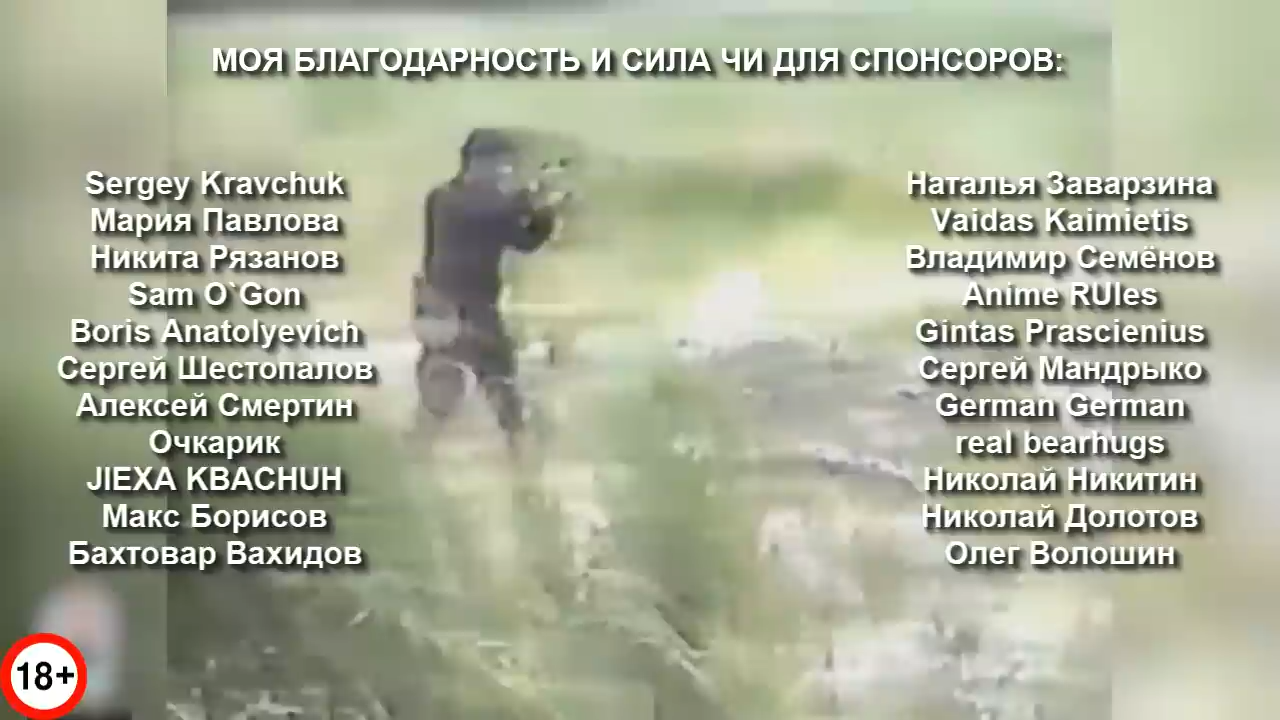 МОЯ БЛАГОДАРНОСТЬ И СИЛА ЧИ ДЛЯ СПОНСОРОВ:
Sergey Kravchuk
Мария Павлова
Никита Рязанов
Sam O`Gon
Boris Anatolyevich
Сергей Шестопалов
Алексей Смертин
Очкарик
JIEXA KBACHUH
Макс Борисов
Бахтовар Вахидов
Наталья Заварзина
Vaidas Kaimietis
Владимир Семёнов
Anime RUles
Gintas Prascienius
Сергей Мандрыко
German German
real bearhugs
Николай Никитин
Николай Долотов
Олег Волошин
18+